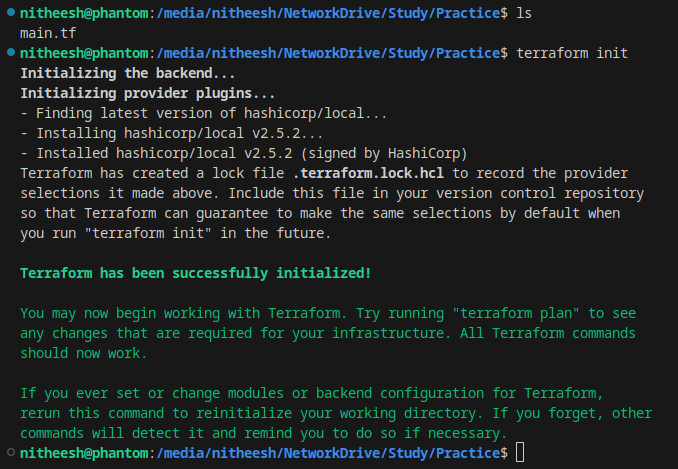 nitheesh@phantom:/media/nitheesh/NetworkDrive/Study/Practice$ ls
main.tf
nitheesh@phantom:/media/nitheesh/NetworkDrive/Study/Practice$ terraform init
Initializing the backend...
Initializing provider plugins...
- Finding latest version of hashicorp/local...
- Installing hashicorp/local v2.5.2...
- Installed hashicorp/local v2.5.2 (signed by HashiCorp)
Terraform has created a lock file .terraform.lock.hcl to record the provider
selections it made above. Include this file in your version control repository
so that Terraform can guarantee to make the same selections by default when
you run "terraform init" in the future.

Terraform has been successfully initialized!

You may now begin working with Terraform. Try running "terraform plan" to see
any changes that are required for your infrastructure. All Terraform commands
should now work.

If you ever set or change modules or backend configuration for Terraform,
rerun this command to reinitialize your working directory. If you forget, other
commands will detect it and remind you to do so if necessary.
nitheesh@phantom:/media/nitheesh/NetworkDrive/Study/Practice$